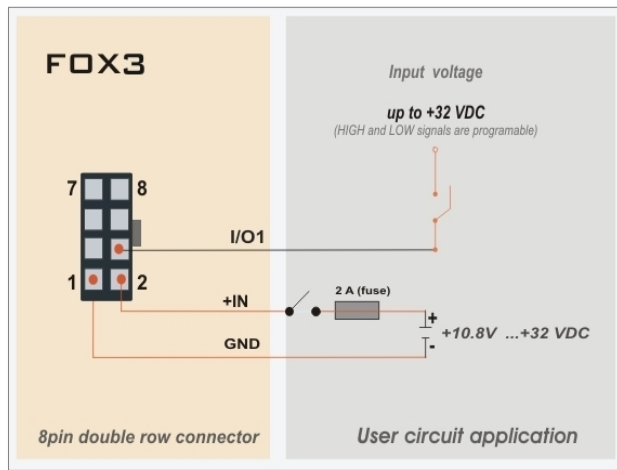 FOX3
Input voltage
up to +32 VDC
(HIGH and LOW signals are programable)
7 8
I/O1
1 2
2 A (fuse)
+IN
+
+10.8V ...+32 VDC
-
GND
8pin double row connector
User circuit application